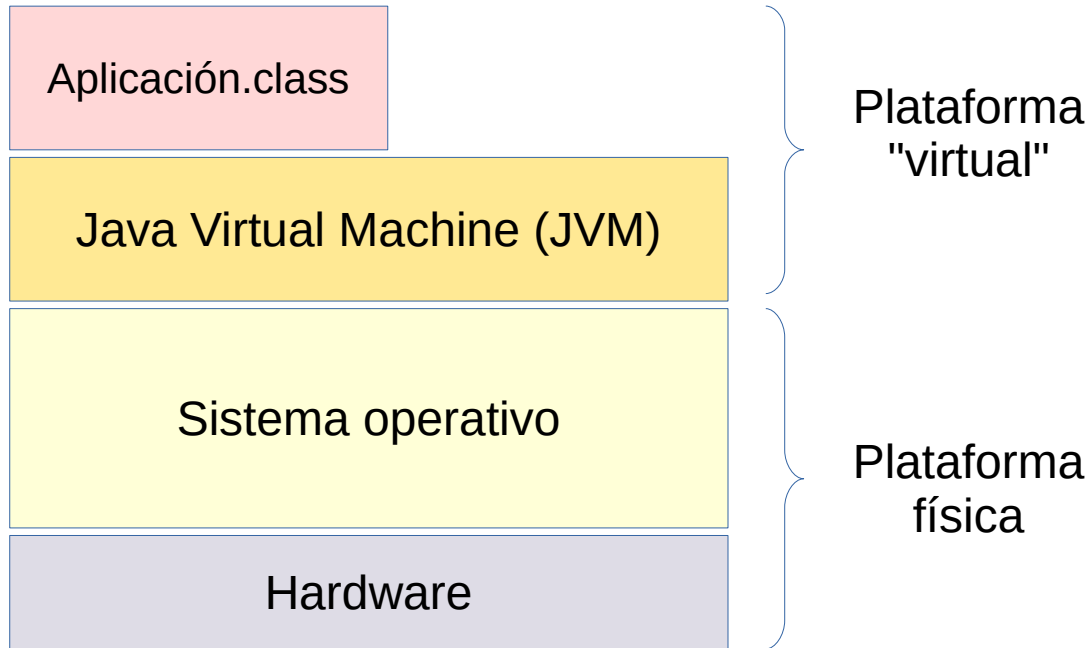 Aplicación.class
Plataforma
"virtual"
Java Virtual Machine (JVM)
Sistema operativo
Plataforma
física
Hardware